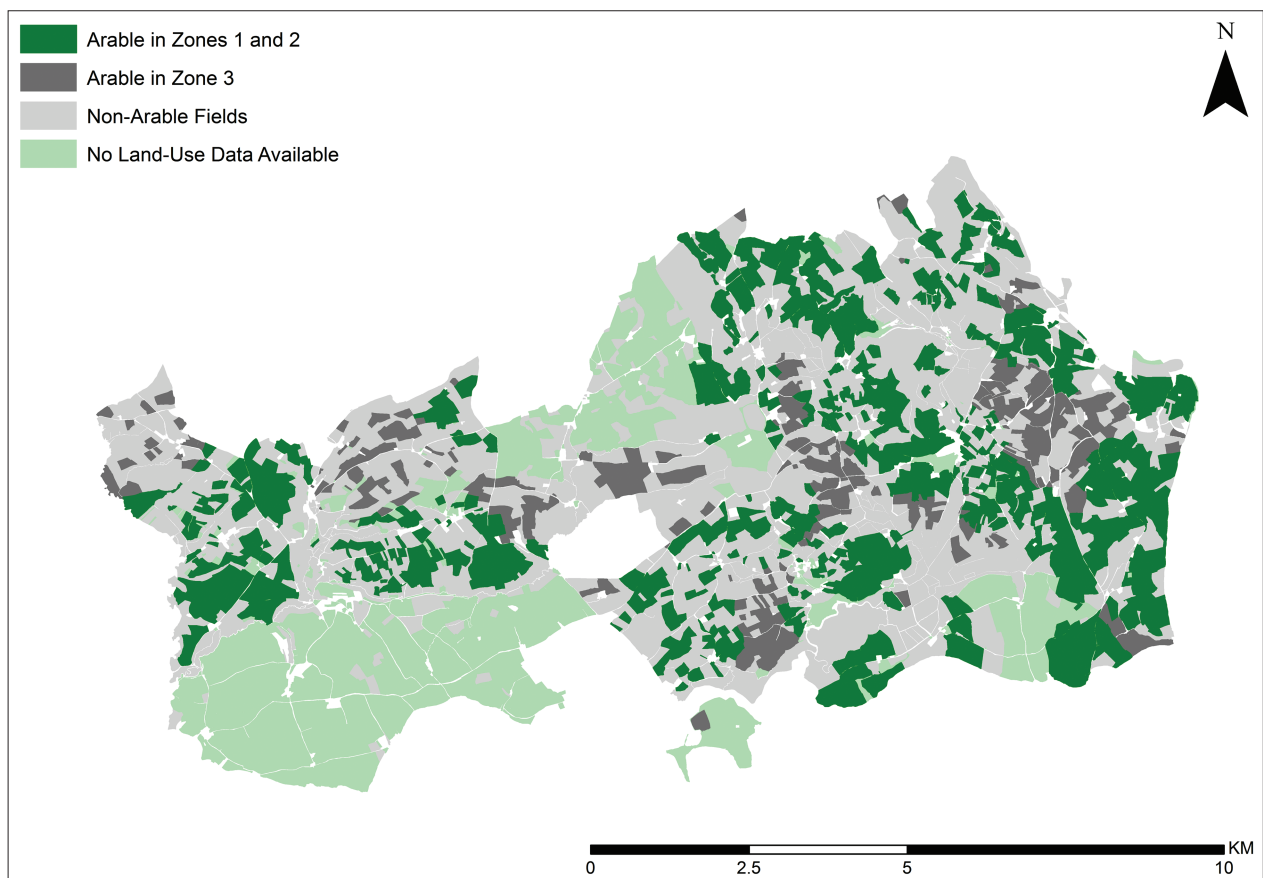 Arable in Zones 1 and 2
Arable in Zone 3
Non-Arable Fields
No Land-Use Data Available
N
KM
0 2.5 5 10